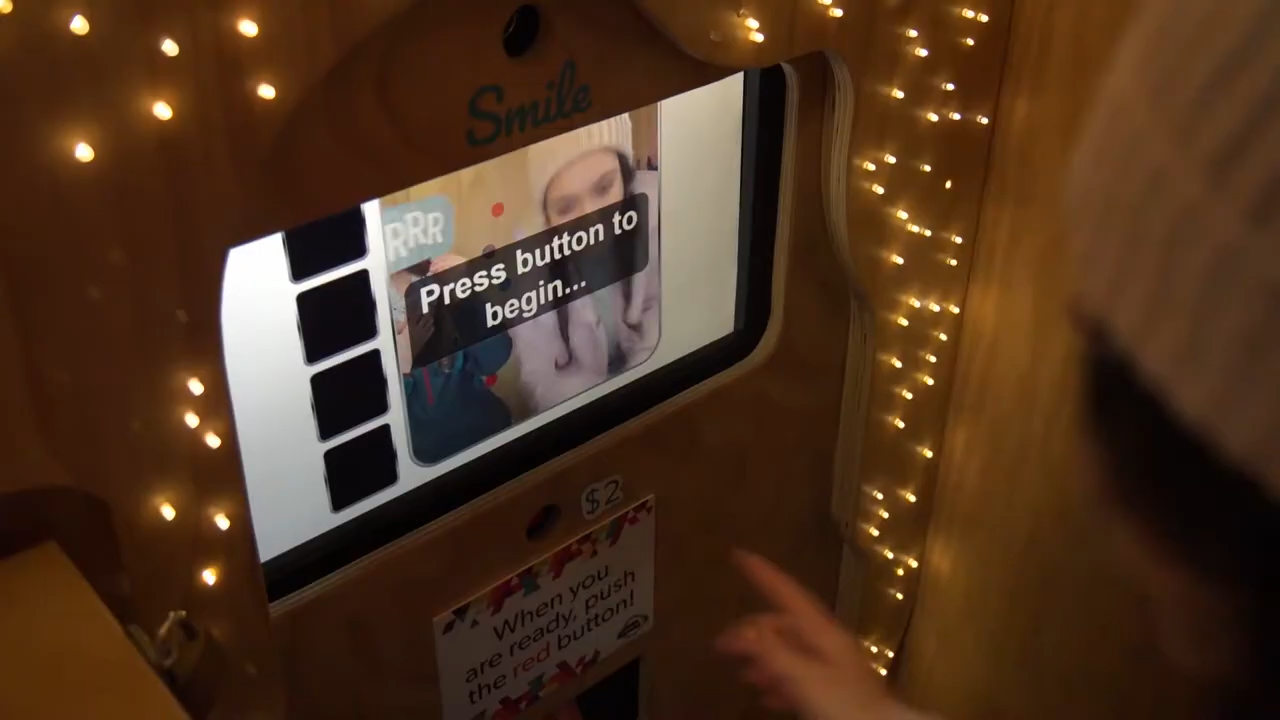 Smile
RRR
Press button to
begin...
$2
When you
are ready, push
the red button!